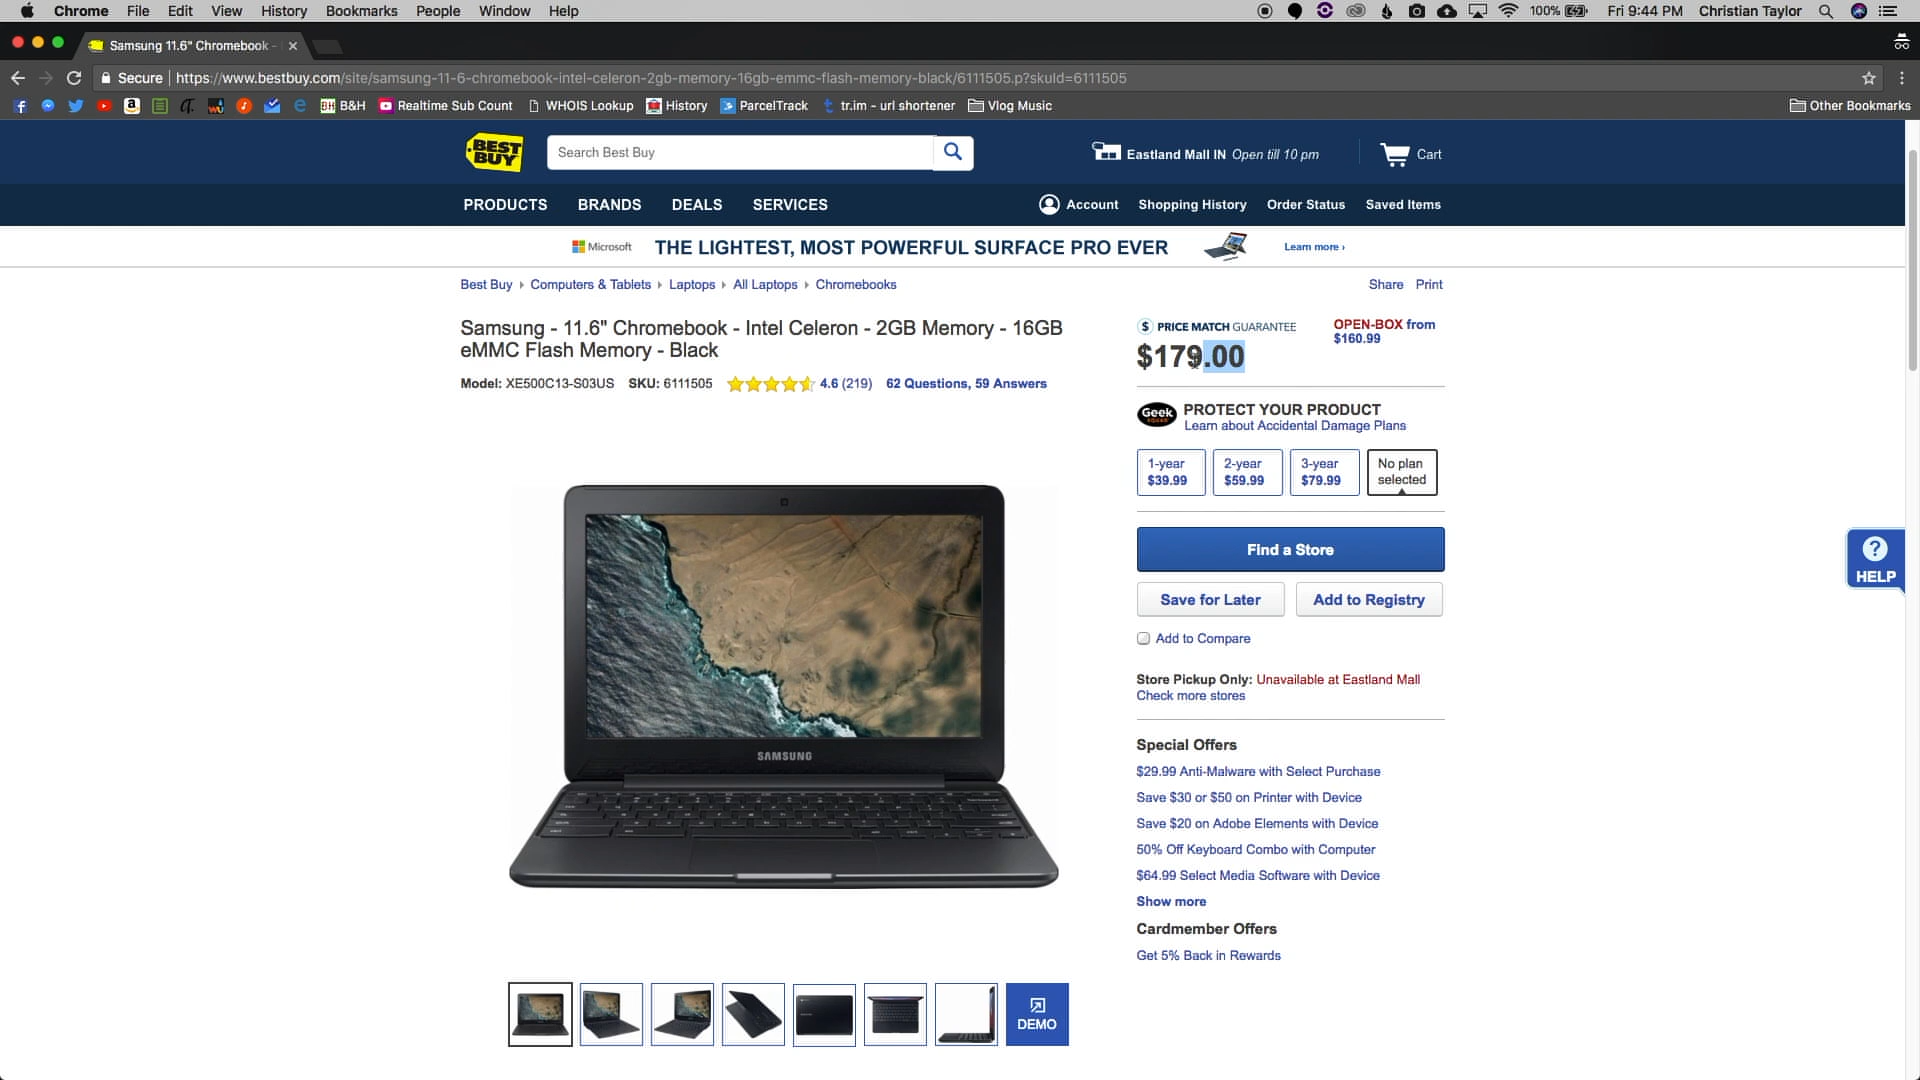 Chrome File Edit View History Bookmarks People Window Help 100% Fri 9:44 PM Christian Taylor
Samsung 11.6" Chromebook -
Secure https://www.bestbuy.com/site/samsung-11-6-chromebook-intel-celeron-2gb-memory-16gb-emmc-flash-memory-black/6111505.p?skuId=6111505
B&H Realtime Sub Count WHOIS Lookup History ParcelTrack tr.im - url shortener Vlog Music Other Bookmarks
BEST BUY Search Best Buy Eastland Mall IN Open till 10 pm Cart
PRODUCTS BRANDS DEALS SERVICES Account Shopping History Order Status Saved Items
Microsoft THE LIGHTEST, MOST POWERFUL SURFACE PRO EVER Learn more ›
Best Buy Computers & Tablets Laptops All Laptops Chromebooks Share Print
Samsung - 11.6" Chromebook - Intel Celeron - 2GB Memory - 16GB
eMMC Flash Memory - Black
Model: XE500C13-S03US SKU: 6111505 4.6 (219) 62 Questions, 59 Answers
$ PRICE MATCH GUARANTEE
$179.00
OPEN-BOX from
$160.99
Geek SQUAD
PROTECT YOUR PRODUCT
Learn about Accidental Damage Plans
1-year
$39.99
2-year
$59.99
3-year
$79.99
No plan
selected
Find a Store
Save for Later Add to Registry
Add to Compare
Store Pickup Only: Unavailable at Eastland Mall
Check more stores
Special Offers
$29.99 Anti-Malware with Select Purchase
Save $30 or $50 on Printer with Device
Save $20 on Adobe Elements with Device
50% Off Keyboard Combo with Computer
$64.99 Select Media Software with Device
Show more
Cardmember Offers
Get 5% Back in Rewards
? HELP
SAMSUNG
DEMO